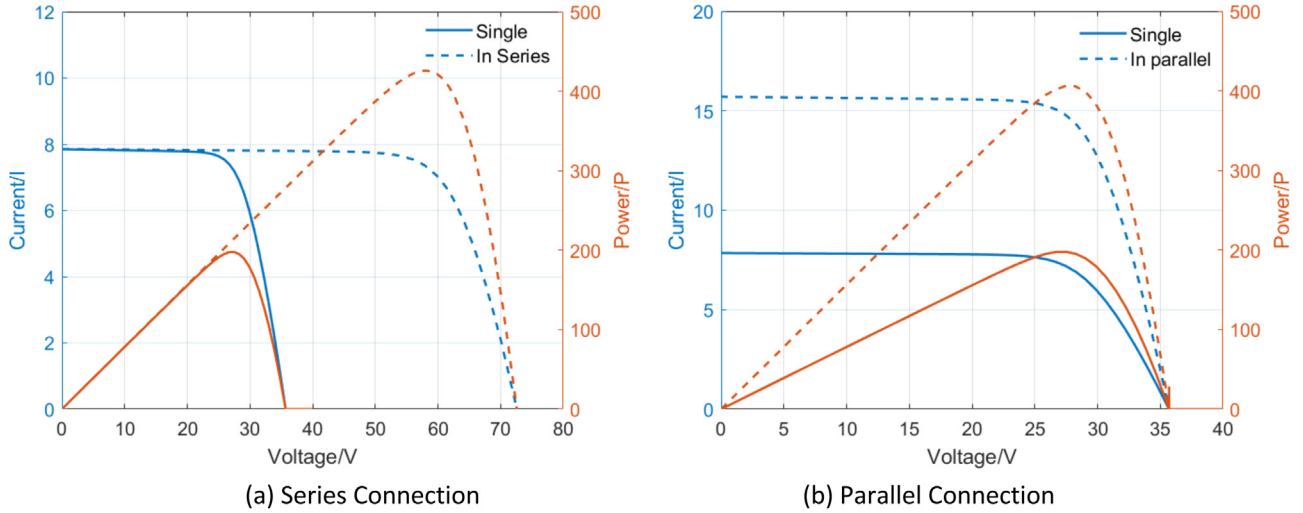 12
10
8
6
4
2
0
Current/I
500
400
300
200
100
0
Power/P
Single
In Series
0 10 20 30 40 50 60 70 80
Voltage/V
(a) Series Connection
20
15
10
5
0
Current/I
500
400
300
200
100
0
Power/P
Single
In parallel
0 5 10 15 20 25 30 35 40
Voltage/V
(b) Parallel Connection